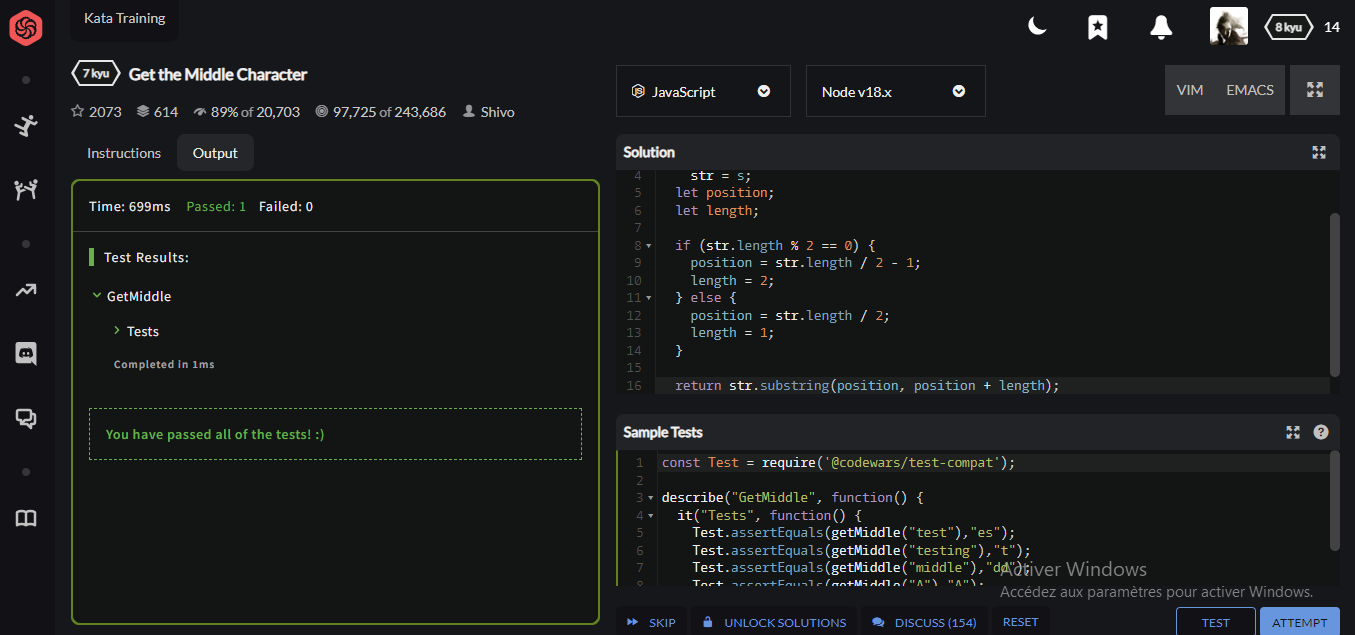 Kata Training
8 kyu 14
7 kyu Get the Middle Character
2073 614 89% of 20,703 97,725 of 243,686 Shivo
Instructions Output
Time: 699ms Passed: 1 Failed: 0
Test Results:
GetMiddle
Tests
Completed in 1ms
You have passed all of the tests! :)
JavaScript Node v18.x VIM EMACS
Solution
4 str = s;
5 let position;
6 let length;
7
8 if (str.length % 2 == 0) {
9 position = str.length / 2 - 1;
10 length = 2;
11 } else {
12 position = str.length / 2;
13 length = 1;
14 }
15
16 return str.substring(position, position + length);
Sample Tests
1 const Test = require('@codewars/test-compat');
2
3 describe("GetMiddle", function() {
4 it("Tests", function() {
5 Test.assertEquals(getMiddle("test"),"es");
6 Test.assertEquals(getMiddle("testing"),"t");
7 Test.assertEquals(getMiddle("middle"),"dd");
8 Test.assertEquals(getMiddle("A"),"A");
Activer Windows
Accédez aux paramètres pour activer Windows.
SKIP UNLOCK SOLUTIONS DISCUSS (154) RESET TEST ATTEMPT